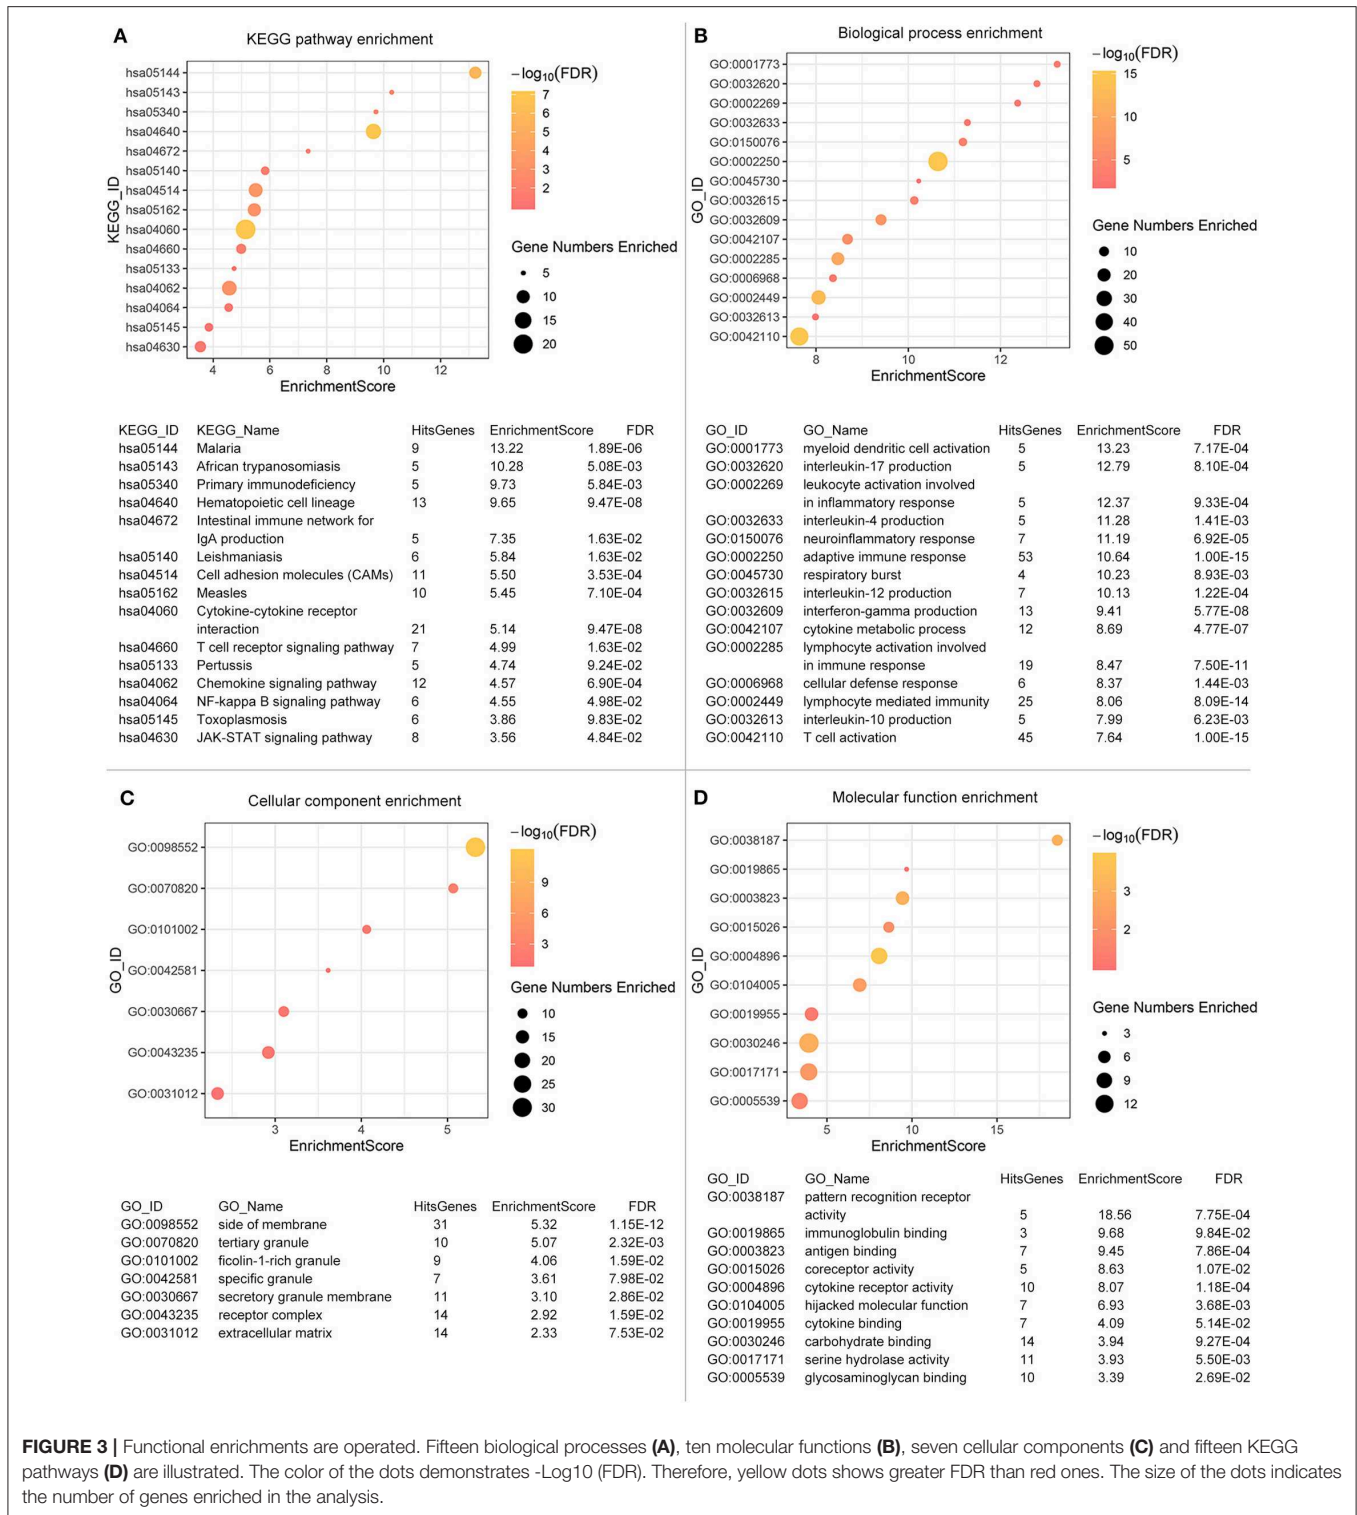 A
KEGG pathway enrichment
KEGG_ID
hsa05144
hsa05143
hsa05340
hsa04640
hsa04672
hsa05140
hsa04514
hsa05162
hsa04060
hsa04660
hsa05133
hsa04062
hsa04064
hsa05145
hsa04630
4 6 8 10 12
EnrichmentScore
−log10(FDR)
7
6
5
4
3
2
Gene Numbers Enriched
5
10
15
20
KEGG_ID KEGG_Name HitsGenes EnrichmentScore FDR
hsa05144 Malaria 9 13.22 1.89E-06
hsa05143 African trypanosomiasis 5 10.28 5.08E-03
hsa05340 Primary immunodeficiency 5 9.73 5.84E-03
hsa04640 Hematopoietic cell lineage 13 9.65 9.47E-08
hsa04672 Intestinal immune network for
IgA production 5 7.35 1.63E-02
hsa05140 Leishmaniasis 6 5.84 1.63E-02
hsa04514 Cell adhesion molecules (CAMs) 11 5.50 3.53E-04
hsa05162 Measles 10 5.45 7.10E-04
hsa04060 Cytokine-cytokine receptor
interaction 21 5.14 9.47E-08
hsa04660 T cell receptor signaling pathway 7 4.99 1.63E-02
hsa05133 Pertussis 5 4.74 9.24E-02
hsa04062 Chemokine signaling pathway 12 4.57 6.90E-04
hsa04064 NF-kappa B signaling pathway 6 4.55 4.98E-02
hsa05145 Toxoplasmosis 6 3.86 9.83E-02
hsa04630 JAK-STAT signaling pathway 8 3.56 4.84E-02
B
Biological process enrichment
GO_ID
GO:0001773
GO:0032620
GO:0002269
GO:0032633
GO:0150076
GO:0002250
GO:0045730
GO:0032615
GO:0032609
GO:0042107
GO:0002285
GO:0006968
GO:0002449
GO:0032613
GO:0042110
8 10 12
EnrichmentScore
−log10(FDR)
15
10
5
Gene Numbers Enriched
10
20
30
40
50
GO_ID GO_Name HitsGenes EnrichmentScore FDR
GO:0001773 myeloid dendritic cell activation 5 13.23 7.17E-04
GO:0032620 interleukin-17 production 5 12.79 8.10E-04
GO:0002269 leukocyte activation involved
in inflammatory response 5 12.37 9.33E-04
GO:0032633 interleukin-4 production 5 11.28 1.41E-03
GO:0150076 neuroinflammatory response 7 11.19 6.92E-05
GO:0002250 adaptive immune response 53 10.64 1.00E-15
GO:0045730 respiratory burst 4 10.23 8.93E-03
GO:0032615 interleukin-12 production 7 10.13 1.22E-04
GO:0032609 interferon-gamma production 13 9.41 5.77E-08
GO:0042107 cytokine metabolic process 12 8.69 4.77E-07
GO:0002285 lymphocyte activation involved
in immune response 19 8.47 7.50E-11
GO:0006968 cellular defense response 6 8.37 1.44E-03
GO:0002449 lymphocyte mediated immunity 25 8.06 8.09E-14
GO:0032613 interleukin-10 production 5 7.99 6.23E-03
GO:0042110 T cell activation 45 7.64 1.00E-15
C
Cellular component enrichment
GO_ID
GO:0098552
GO:0070820
GO:0101002
GO:0042581
GO:0030667
GO:0043235
GO:0031012
3 4 5
EnrichmentScore
−log10(FDR)
9
6
3
Gene Numbers Enriched
10
15
20
25
30
GO_ID GO_Name HitsGenes EnrichmentScore FDR
GO:0098552 side of membrane 31 5.32 1.15E-12
GO:0070820 tertiary granule 10 5.07 2.32E-03
GO:0101002 ficolin-1-rich granule 9 4.06 1.59E-02
GO:0042581 specific granule 7 3.61 7.98E-02
GO:0030667 secretory granule membrane 11 3.10 2.86E-02
GO:0043235 receptor complex 14 2.92 1.59E-02
GO:0031012 extracellular matrix 14 2.33 7.53E-02
D
Molecular function enrichment
GO_ID
GO:0038187
GO:0019865
GO:0003823
GO:0015026
GO:0004896
GO:0104005
GO:0019955
GO:0030246
GO:0017171
GO:0005539
5 10 15
EnrichmentScore
−log10(FDR)
3
2
Gene Numbers Enriched
3
6
9
12
GO_ID GO_Name HitsGenes EnrichmentScore FDR
GO:0038187 pattern recognition receptor
activity 5 18.56 7.75E-04
GO:0019865 immunoglobulin binding 3 9.68 9.84E-02
GO:0003823 antigen binding 7 9.45 7.86E-04
GO:0015026 coreceptor activity 5 8.63 1.07E-02
GO:0004896 cytokine receptor activity 10 8.07 1.18E-04
GO:0104005 hijacked molecular function 7 6.93 3.68E-03
GO:0019955 cytokine binding 7 4.09 5.14E-02
GO:0030246 carbohydrate binding 14 3.94 9.27E-04
GO:0017171 serine hydrolase activity 11 3.93 5.50E-03
GO:0005539 glycosaminoglycan binding 10 3.39 2.69E-02
FIGURE 3 | Functional enrichments are operated. Fifteen biological processes (A), ten molecular functions (B), seven cellular components (C) and fifteen KEGG
pathways (D) are illustrated. The color of the dots demonstrates -Log10 (FDR). Therefore, yellow dots shows greater FDR than red ones. The size of the dots indicates
the number of genes enriched in the analysis.